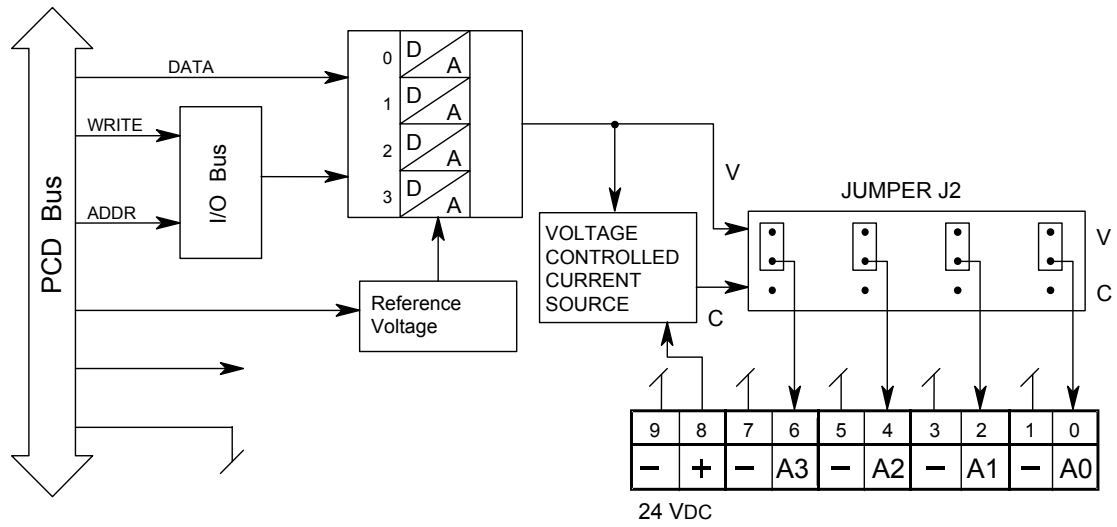 PCD Bus
DATA
WRITE
ADDR
I/O Bus
0 D A
1 D A
2 D A
3 D A
Reference
Voltage
VOLTAGE
CONTROLLED
CURRENT
SOURCE
V
C
JUMPER J2
V
C
9 8 7 6 5 4 3 2 1 0
− + − A3 − A2 − A1 − A0
24 VDC